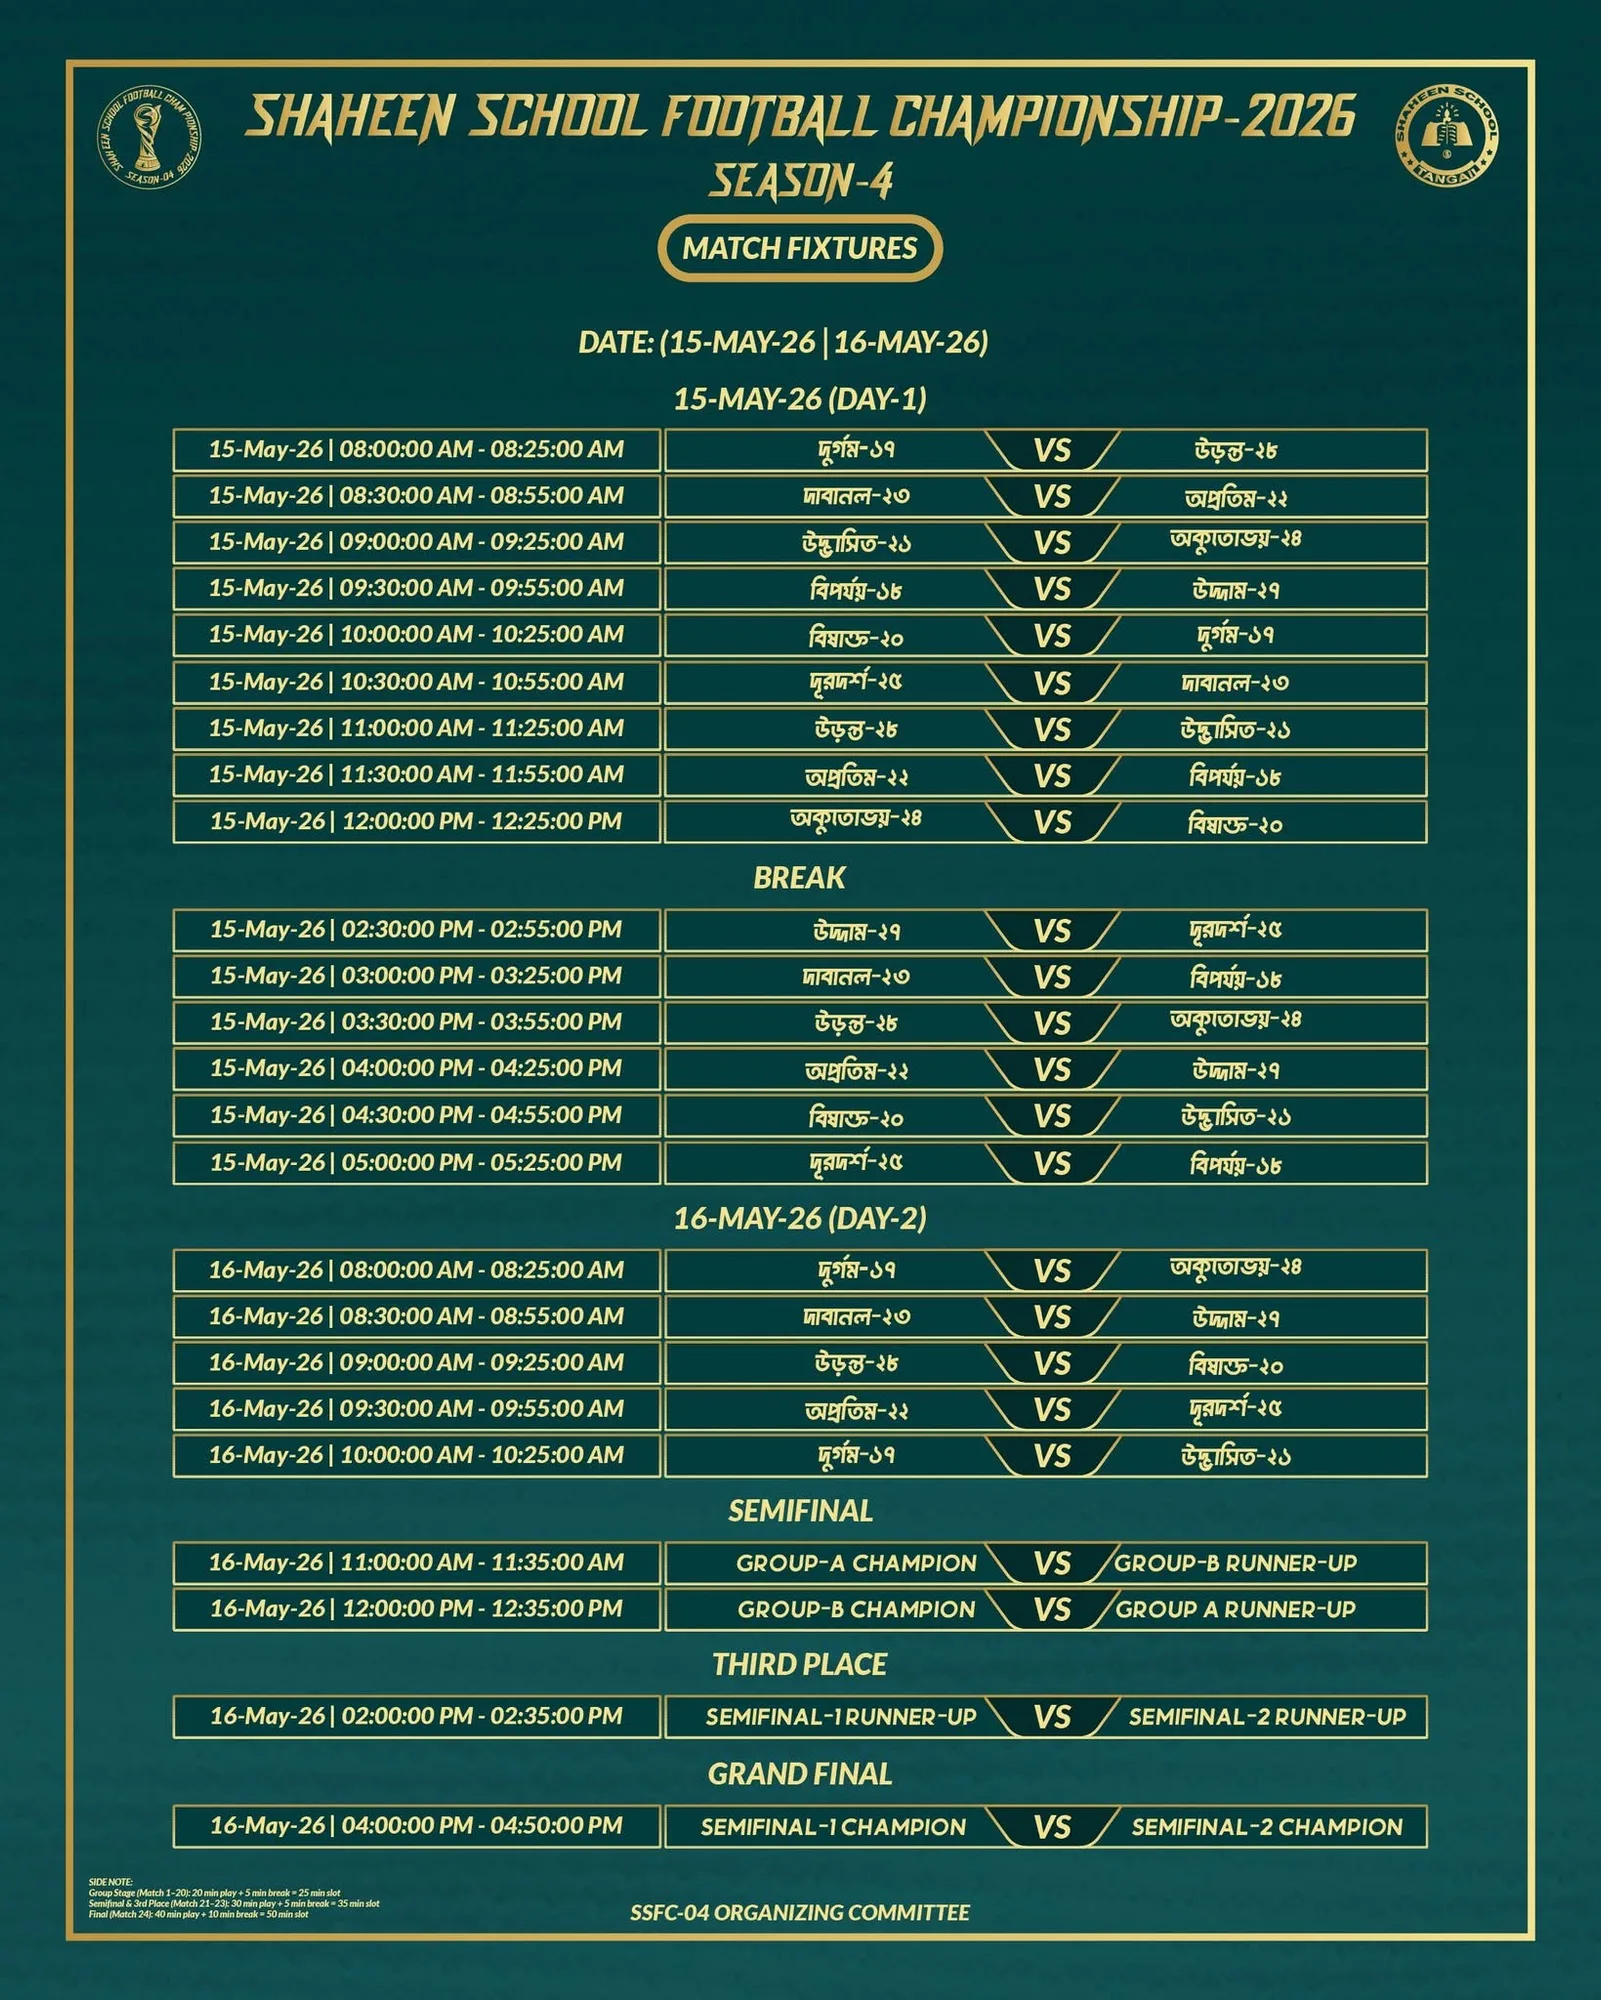 SHAHEEN SCHOOL FOOTBALL CHAMPIONSHIP-2026
SHAHEEN SCHOOL FOOTBALL CHAMPIONSHIP-2026
SEASON-04
SHAHEEN SCHOOL
TANGAIL
SEASON-4
MATCH FIXTURES
DATE: (15-MAY-26 | 16-MAY-26)
15-MAY-26 (DAY-1)
15-May-26 | 08:00:00 AM - 08:25:00 AM দুর্গম-১৭ VS উড়ন্ত-২৮
15-May-26 | 08:30:00 AM - 08:55:00 AM দাবানল-২৩ VS অপ্রতিম-২২
15-May-26 | 09:00:00 AM - 09:25:00 AM উদ্ভাসিত-২১ VS অকুতোভয়-২৪
15-May-26 | 09:30:00 AM - 09:55:00 AM বিপর্যয়-১৮ VS উদ্দাম-২৭
15-May-26 | 10:00:00 AM - 10:25:00 AM বিষাক্ত-২০ VS দুর্গম-১৭
15-May-26 | 10:30:00 AM - 10:55:00 AM দূরদর্শ-২৫ VS দাবানল-২৩
15-May-26 | 11:00:00 AM - 11:25:00 AM উড়ন্ত-২৮ VS উদ্ভাসিত-২১
15-May-26 | 11:30:00 AM - 11:55:00 AM অপ্রতিম-২২ VS বিপর্যয়-১৮
15-May-26 | 12:00:00 PM - 12:25:00 PM অকুতোভয়-২৪ VS বিষাক্ত-২০
BREAK
15-May-26 | 02:30:00 PM - 02:55:00 PM উদ্দাম-২৭ VS দূরদর্শ-২৫
15-May-26 | 03:00:00 PM - 03:25:00 PM দাবানল-২৩ VS বিপর্যয়-১৮
15-May-26 | 03:30:00 PM - 03:55:00 PM উড়ন্ত-২৮ VS অকুতোভয়-২৪
15-May-26 | 04:00:00 PM - 04:25:00 PM অপ্রতিম-২২ VS উদ্দাম-২৭
15-May-26 | 04:30:00 PM - 04:55:00 PM বিষাক্ত-২০ VS উদ্ভাসিত-২১
15-May-26 | 05:00:00 PM - 05:25:00 PM দূরদর্শ-২৫ VS বিপর্যয়-১৮
16-MAY-26 (DAY-2)
16-May-26 | 08:00:00 AM - 08:25:00 AM দুর্গম-১৭ VS অকুতোভয়-২৪
16-May-26 | 08:30:00 AM - 08:55:00 AM দাবানল-২৩ VS উদ্দাম-২৭
16-May-26 | 09:00:00 AM - 09:25:00 AM উড়ন্ত-২৮ VS বিষাক্ত-২০
16-May-26 | 09:30:00 AM - 09:55:00 AM অপ্রতিম-২২ VS দূরদর্শ-২৫
16-May-26 | 10:00:00 AM - 10:25:00 AM দুর্গম-১৭ VS উদ্ভাসিত-২১
SEMIFINAL
16-May-26 | 11:00:00 AM - 11:35:00 AM GROUP-A CHAMPION VS GROUP-B RUNNER-UP
16-May-26 | 12:00:00 PM - 12:35:00 PM GROUP-B CHAMPION VS GROUP A RUNNER-UP
THIRD PLACE
16-May-26 | 02:00:00 PM - 02:35:00 PM SEMIFINAL-1 RUNNER-UP VS SEMIFINAL-2 RUNNER-UP
GRAND FINAL
16-May-26 | 04:00:00 PM - 04:50:00 PM SEMIFINAL-1 CHAMPION VS SEMIFINAL-2 CHAMPION
SIDE NOTE:
Group Stage (Match 1-20): 20 min play + 5 min break = 25 min slot
Semifinal & 3rd Place (Match 21-23): 30 min play + 5 min break = 35 min slot
Final (Match 24): 40 min play + 10 min break = 50 min slot
SSFC-04 ORGANIZING COMMITTEE